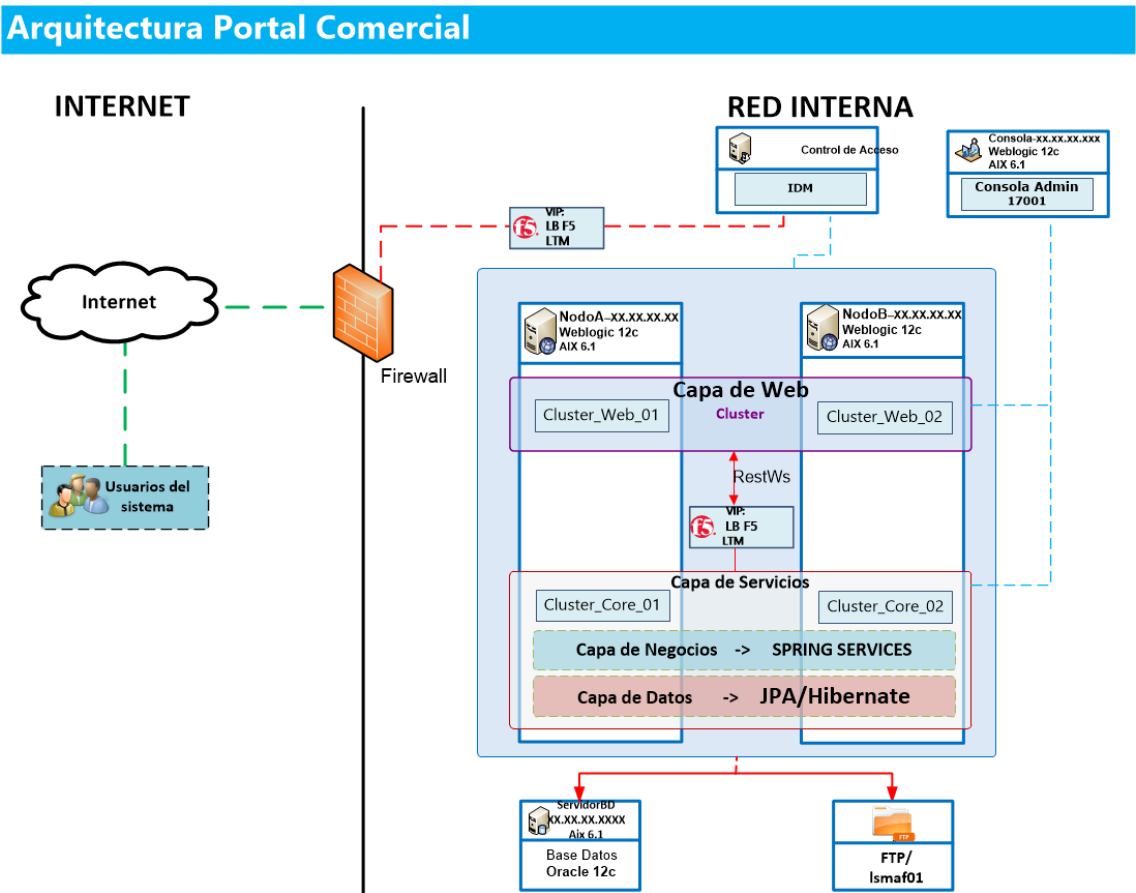 Arquitectura Portal Comercial
INTERNET
RED INTERNA
Control de Acceso
IDM
Consola-xx.xx.xx.xxx
Weblogic 12c
AIX 6.1
Consola Admin
17001
f5
VIP:
LB F5
LTM
Internet
Firewall
Usuarios del
sistema
NodoA–xx.xx.xx.xx
Weblogic 12c
AIX 6.1
NodoB–xx.xx.xx.xx
Weblogic 12c
AIX 6.1
Capa de Web
Cluster
Cluster_Web_01
Cluster_Web_02
RestWs
f5
VIP:
LB F5
LTM
Capa de Servicios
Cluster_Core_01
Cluster_Core_02
Capa de Negocios -> SPRING SERVICES
Capa de Datos -> JPA/Hibernate
ServidorBD
XX.XX.XX.XXXX
Aix 6.1
Base Datos
Oracle 12c
FTP
FTP/
lsmaf01